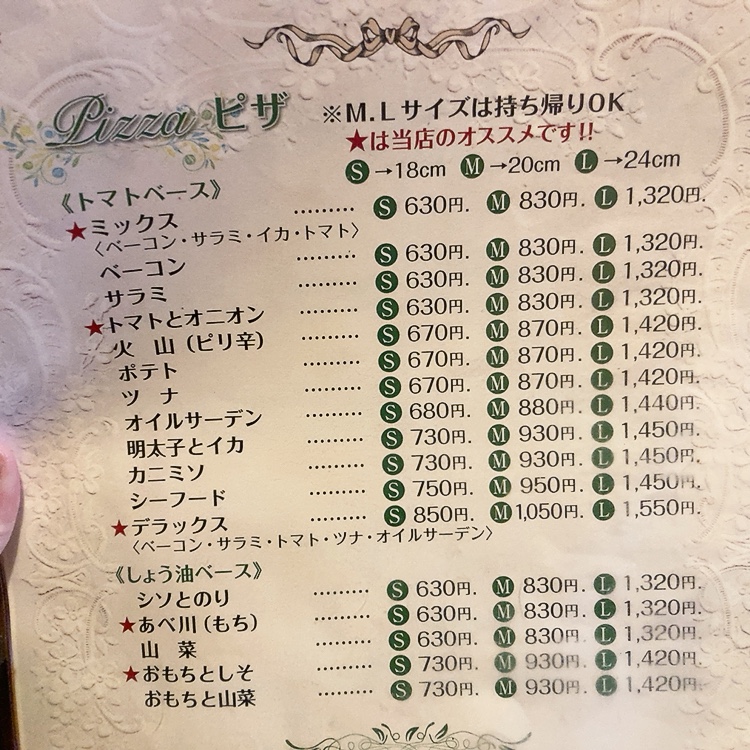 Pizza ピザ
※M.Lサイズは持ち帰りOK
★は当店のオススメです!!
Ⓢ→18cm Ⓜ→20cm Ⓛ→24cm
《トマトベース》
★ミックス ……… Ⓢ 630円. Ⓜ 830円. Ⓛ 1,320円.
〈ベーコン・サラミ・イカ・トマト〉
ベーコン ……… Ⓢ 630円. Ⓜ 830円. Ⓛ 1,320円.
サラミ ……… Ⓢ 630円. Ⓜ 830円. Ⓛ 1,320円.
★トマトとオニオン ……… Ⓢ 630円. Ⓜ 830円. Ⓛ 1,320円.
火 山（ピリ辛） ……… Ⓢ 670円. Ⓜ 870円. Ⓛ 1,420円.
ポテト ……… Ⓢ 670円. Ⓜ 870円. Ⓛ 1,420円.
ツ ナ ……… Ⓢ 670円. Ⓜ 870円. Ⓛ 1,420円.
オイルサーデン ……… Ⓢ 680円. Ⓜ 880円. Ⓛ 1,440円.
明太子とイカ ……… Ⓢ 730円. Ⓜ 930円. Ⓛ 1,450円.
カニミソ ……… Ⓢ 730円. Ⓜ 930円. Ⓛ 1,450円.
シーフード ……… Ⓢ 750円. Ⓜ 950円. Ⓛ 1,450円.
★デラックス ……… Ⓢ 850円. Ⓜ 1,050円. Ⓛ 1,550円.
〈ベーコン・サラミ・トマト・ツナ・オイルサーデン〉
《しょう油ベース》
シソとのり ……… Ⓢ 630円. Ⓜ 830円. Ⓛ 1,320円.
★あべ川（もち） ……… Ⓢ 630円. Ⓜ 830円. Ⓛ 1,320円.
山 菜 ……… Ⓢ 630円. Ⓜ 830円. Ⓛ 1,320円.
★おもちとしそ ……… Ⓢ 730円. Ⓜ 930円. Ⓛ 1,420円.
おもちと山菜 ……… Ⓢ 730円. Ⓜ 930円. Ⓛ 1,420円.